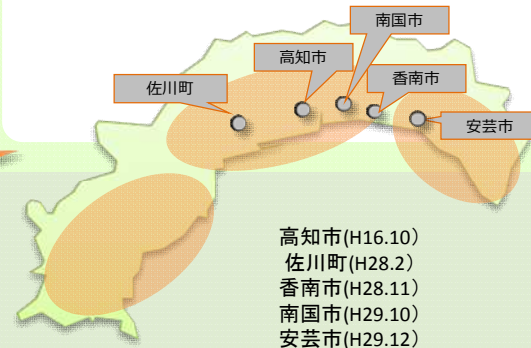 南国市
高知市
香南市
佐川町
安芸市
高知市(H16.10）
佐川町(H28.2）
香南市(H28.11）
南国市(H29.10）
安芸市(H29.12）